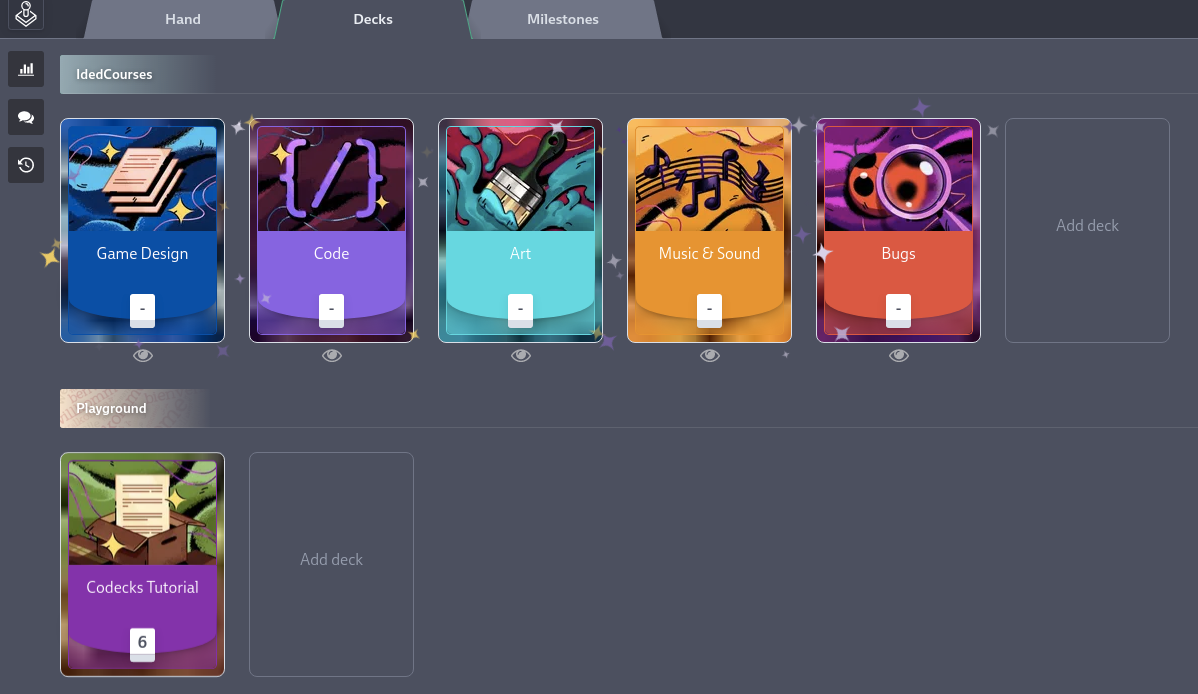 Hand
Decks
Milestones
IdedCourses
Game Design
Code
Art
Music & Sound
Bugs
Add deck
-
-
-
-
-
Playground
Codecks Tutorial
Add deck
6